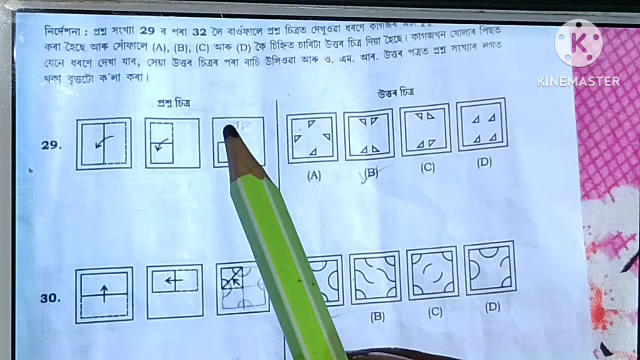 নিৰ্দেশনা : প্ৰশ্ন সংখ্যা 29 ৰ পৰা 32 লৈ বাওঁফালে প্ৰশ্ন চিত্ৰত দেখুওৱা ধৰণে কাগজৰ
কৰা হৈছে আৰু সোঁফালে (A), (B), (C) আৰু (D) কৈ চিহ্নিত চাৰিটা উত্তৰ চিত্ৰ দিয়া হৈছে। কাগজখন খোলাৰ পিছত
যেনে ধৰণে দেখা যাব, সেয়া উত্তৰ চিত্ৰৰ পৰা বাচি উলিওৱা আৰু ও. এম. আৰ. উত্তৰ পত্ৰত প্ৰশ্ন সংখ্যাৰ লগত
থকা বৃত্তটো ক'লা কৰা।
প্ৰশ্ন চিত্ৰ
উত্তৰ চিত্ৰ
29.
(A) (B) (C) (D)
30.
(B) (C) (D)
KINEMASTER